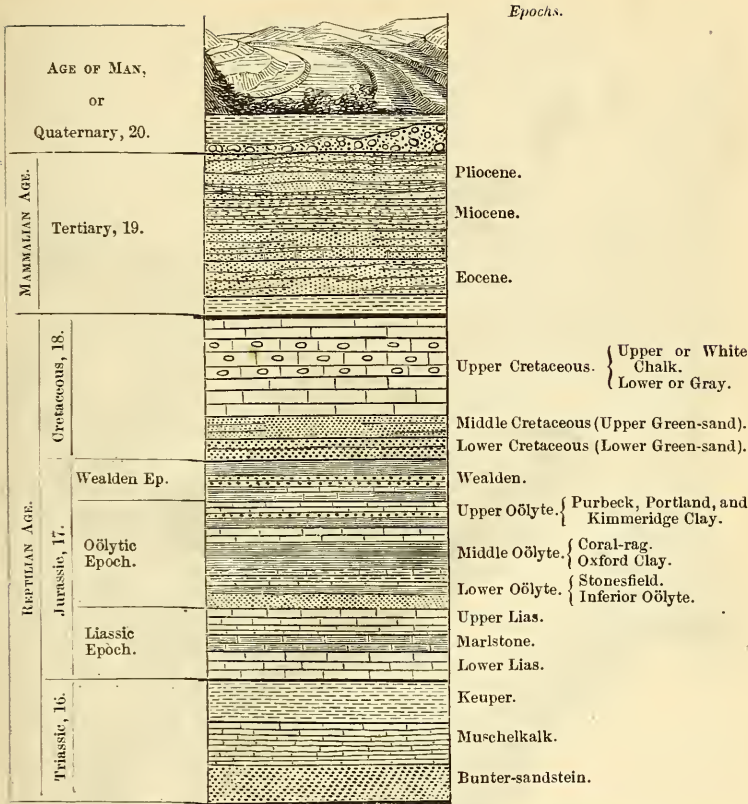 Epochs.
AGE OF MAN,
or
Quaternary, 20.
MAMMALIAN AGE.
Tertiary, 19.
Pliocene.
Miocene.
Eocene.
REPTILIAN AGE.
Cretaceous, 18.
Upper Cretaceous. { Upper or White
Chalk.
Lower or Gray.
Middle Cretaceous (Upper Green-sand).
Lower Cretaceous (Lower Green-sand).
Jurassic, 17.
Wealden Ep.
Wealden.
Oölytic
Epoch.
Upper Oölyte. { Purbeck, Portland, and
Kimmeridge Clay.
Middle Oölyte. { Coral-rag.
Oxford Clay.
Lower Oölyte. { Stonesfield.
Inferior Oölyte.
Liassic
Epoch.
Upper Lias.
Marlstone.
Lower Lias.
Triassic, 16.
Keuper.
Muschelkalk.
Bunter-sandstein.